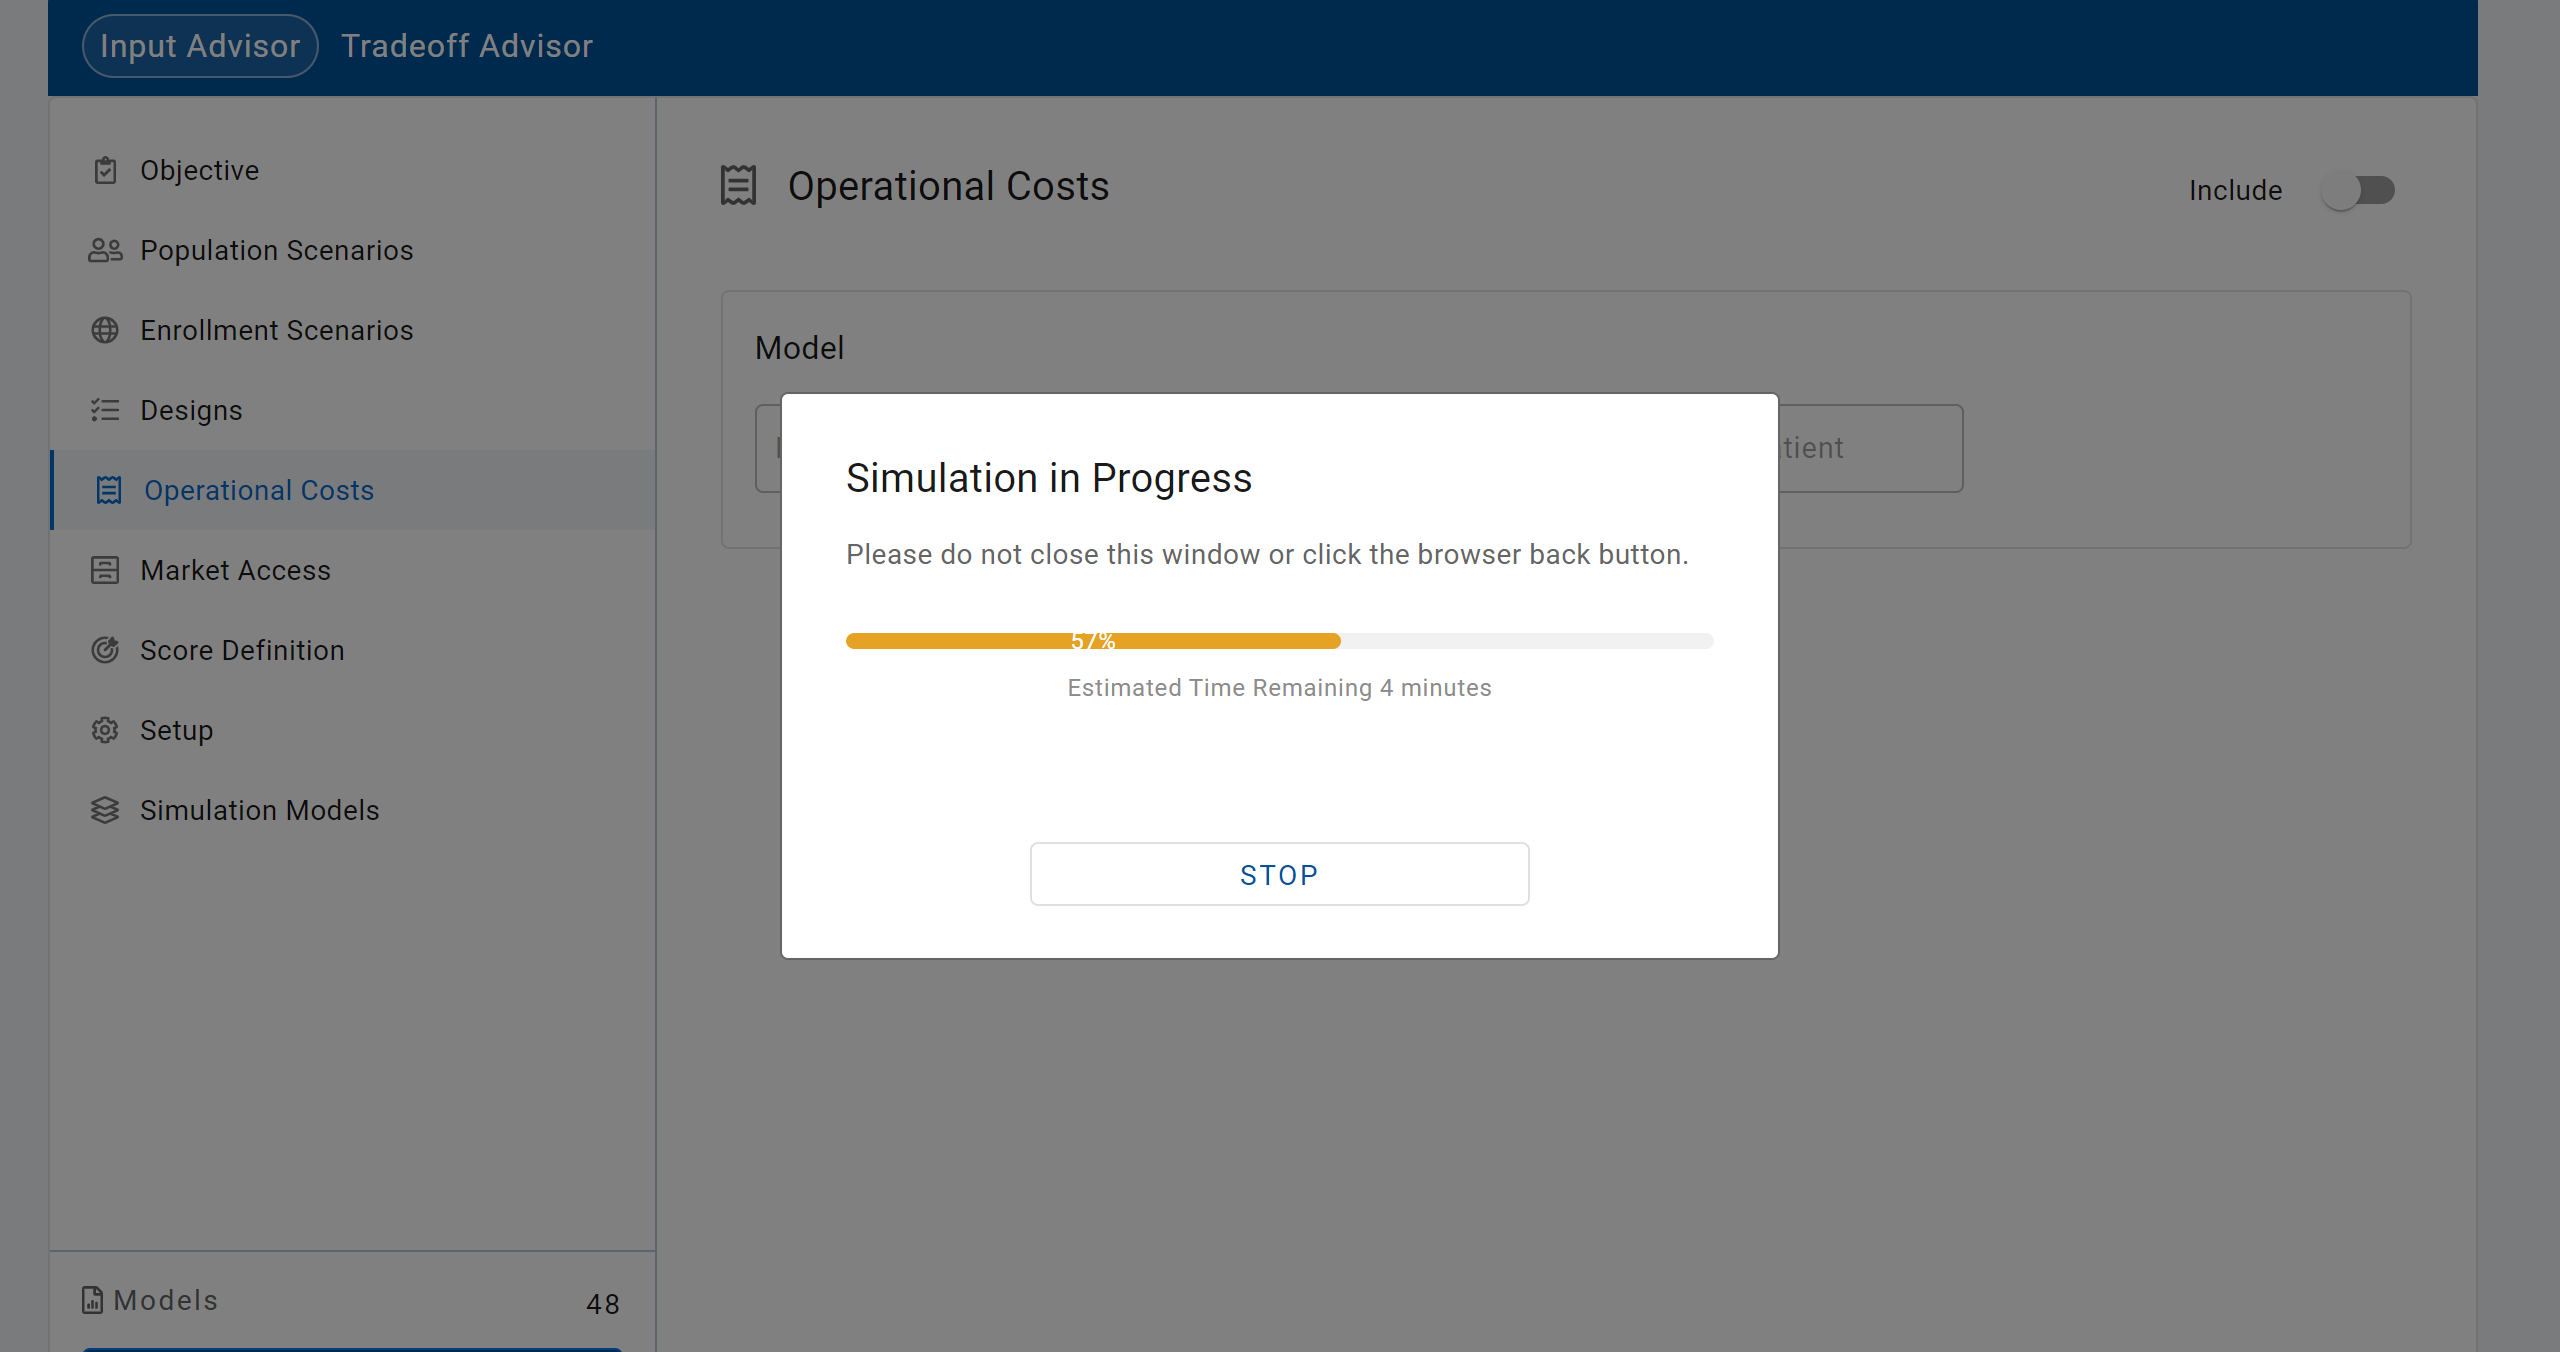 Input Advisor Tradeoff Advisor
Objective
Population Scenarios
Enrollment Scenarios
Designs
Operational Costs
Market Access
Score Definition
Setup
Simulation Models
Models 48
Operational Costs
Include
Model
Simulation in Progress
Please do not close this window or click the browser back button.
57%
Estimated Time Remaining 4 minutes
STOP